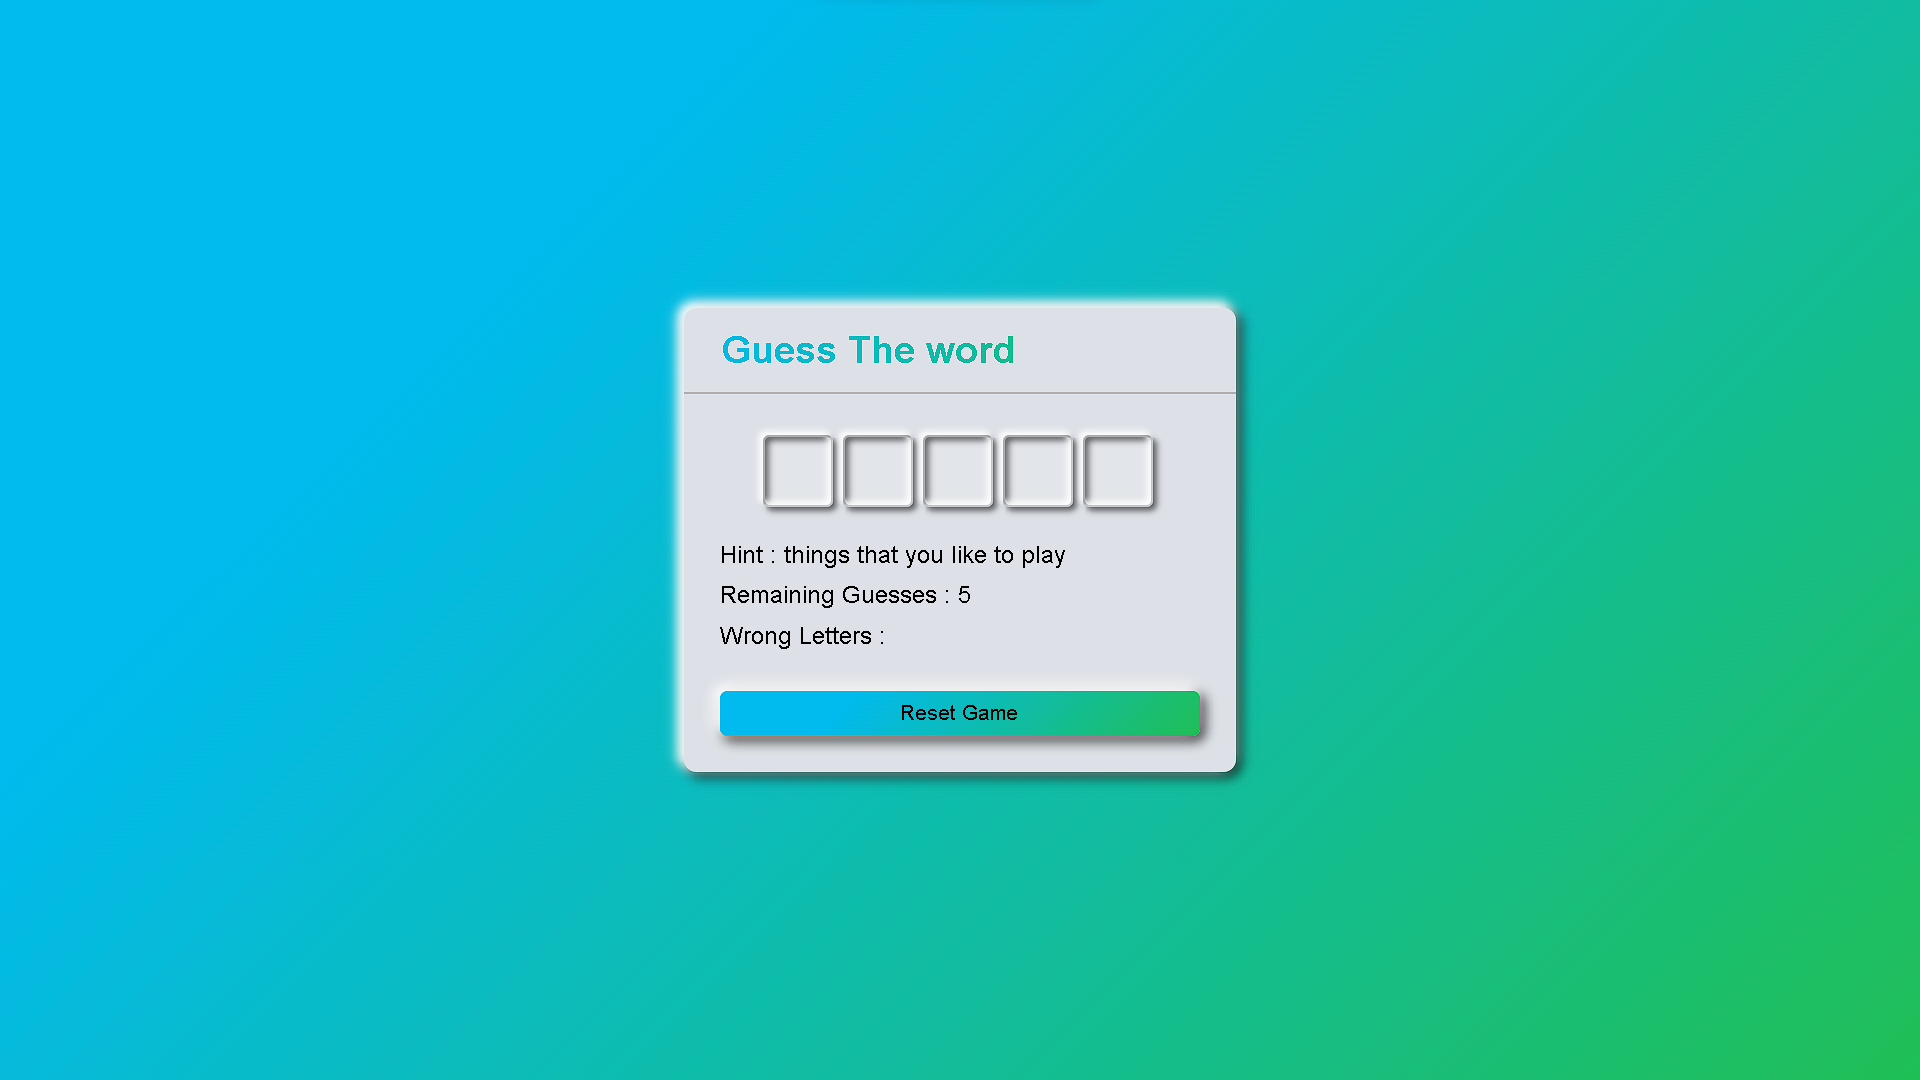 Guess The word
Hint : things that you like to play
Remaining Guesses : 5
Wrong Letters :
Reset Game